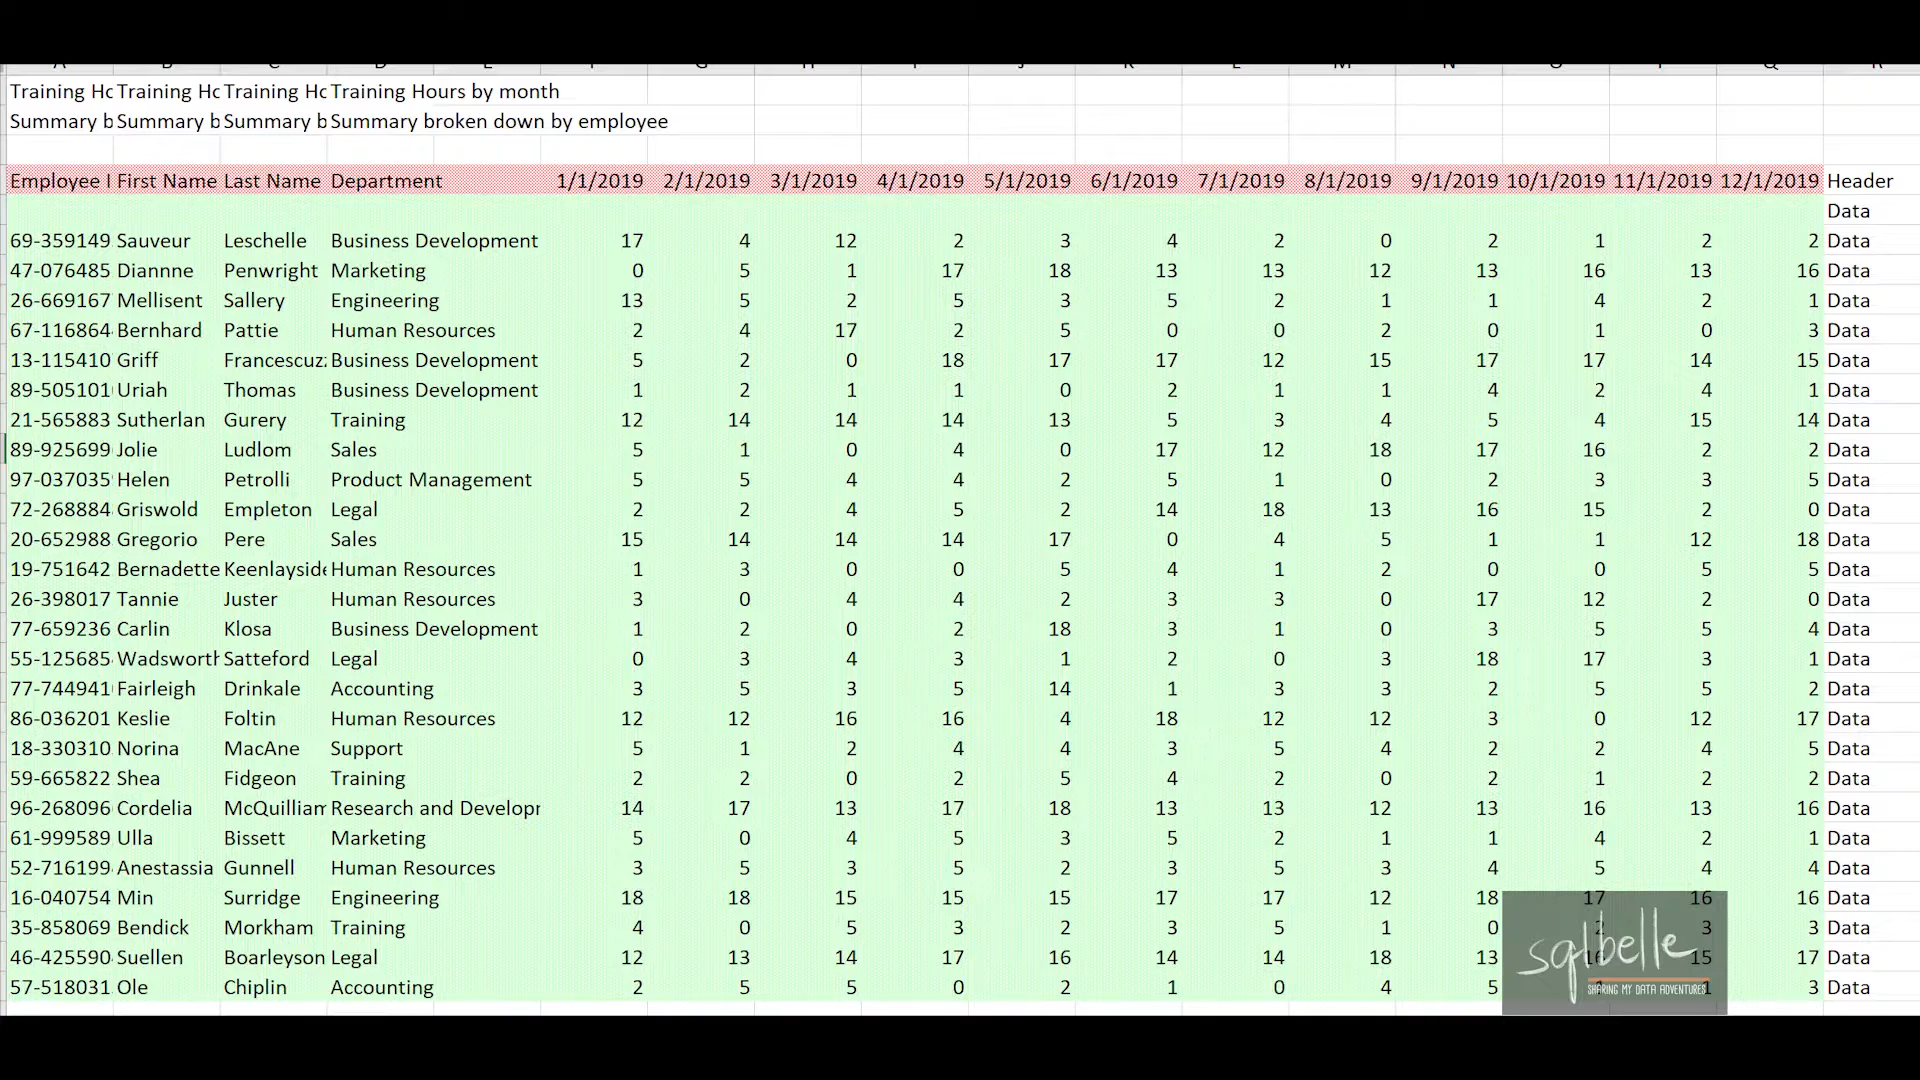 Training Hc Training Hc Training Hc Training Hours by month
Summary b Summary b Summary b Summary broken down by employee
Employee I First Name Last Name Department 1/1/2019 2/1/2019 3/1/2019 4/1/2019 5/1/2019 6/1/2019 7/1/2019 8/1/2019 9/1/2019 10/1/2019 11/1/2019 12/1/2019 Header
Data
69-359149 Sauveur Leschelle Business Development 17 4 12 2 3 4 2 0 2 1 2 2 Data
47-076485 Diannne Penwright Marketing 0 5 1 17 18 13 13 12 13 16 13 16 Data
26-669167 Mellisent Sallery Engineering 13 5 2 5 3 5 2 1 1 4 2 1 Data
67-116864 Bernhard Pattie Human Resources 2 4 17 2 5 0 0 2 0 1 0 3 Data
13-115410 Griff Francescuz Business Development 5 2 0 18 17 17 12 15 17 17 14 15 Data
89-505101 Uriah Thomas Business Development 1 2 1 1 0 2 1 1 4 2 4 1 Data
21-565883 Sutherlan Gurery Training 12 14 14 14 13 5 3 4 5 4 15 14 Data
89-925699 Jolie Ludlom Sales 5 1 0 4 0 17 12 18 17 16 2 2 Data
97-037035 Helen Petrolli Product Management 5 5 4 4 2 5 1 0 2 3 3 5 Data
72-268884 Griswold Empleton Legal 2 2 4 5 2 14 18 13 16 15 2 0 Data
20-652988 Gregorio Pere Sales 15 14 14 14 17 0 4 5 1 1 12 18 Data
19-751642 Bernadette Keenlayside Human Resources 1 3 0 0 5 4 1 2 0 0 5 5 Data
26-398017 Tannie Juster Human Resources 3 0 4 4 2 3 3 0 17 12 2 0 Data
77-659236 Carlin Klosa Business Development 1 2 0 2 18 3 1 0 3 5 5 4 Data
55-125685 Wadsworth Satteford Legal 0 3 4 3 1 2 0 3 18 17 3 1 Data
77-744941 Fairleigh Drinkale Accounting 3 5 3 5 14 1 3 3 2 5 5 2 Data
86-036201 Keslie Foltin Human Resources 12 12 16 16 4 18 12 12 3 0 12 17 Data
18-330310 Norina MacAne Support 5 1 2 4 4 3 5 4 2 2 4 5 Data
59-665822 Shea Fidgeon Training 2 2 0 2 5 4 2 0 2 1 2 2 Data
96-268096 Cordelia McQuilliam Research and Develop 14 17 13 17 18 13 13 12 13 16 13 16 Data
61-999589 Ulla Bissett Marketing 5 0 4 5 3 5 2 1 1 4 2 1 Data
52-716199 Anestassia Gunnell Human Resources 3 5 3 5 2 3 5 3 4 5 4 4 Data
16-040754 Min Surridge Engineering 18 18 15 15 15 17 17 12 18 17 16 16 Data
35-858069 Bendick Morkham Training 4 0 5 3 2 3 5 1 0 2 3 3 Data
46-425590 Suellen Boarleyson Legal 12 13 14 17 16 14 14 18 13 16 15 17 Data
57-518031 Ole Chiplin Accounting 2 5 5 0 2 1 0 4 5 1 3 Data
sqlbelle
SHARING MY DATA ADVENTURES